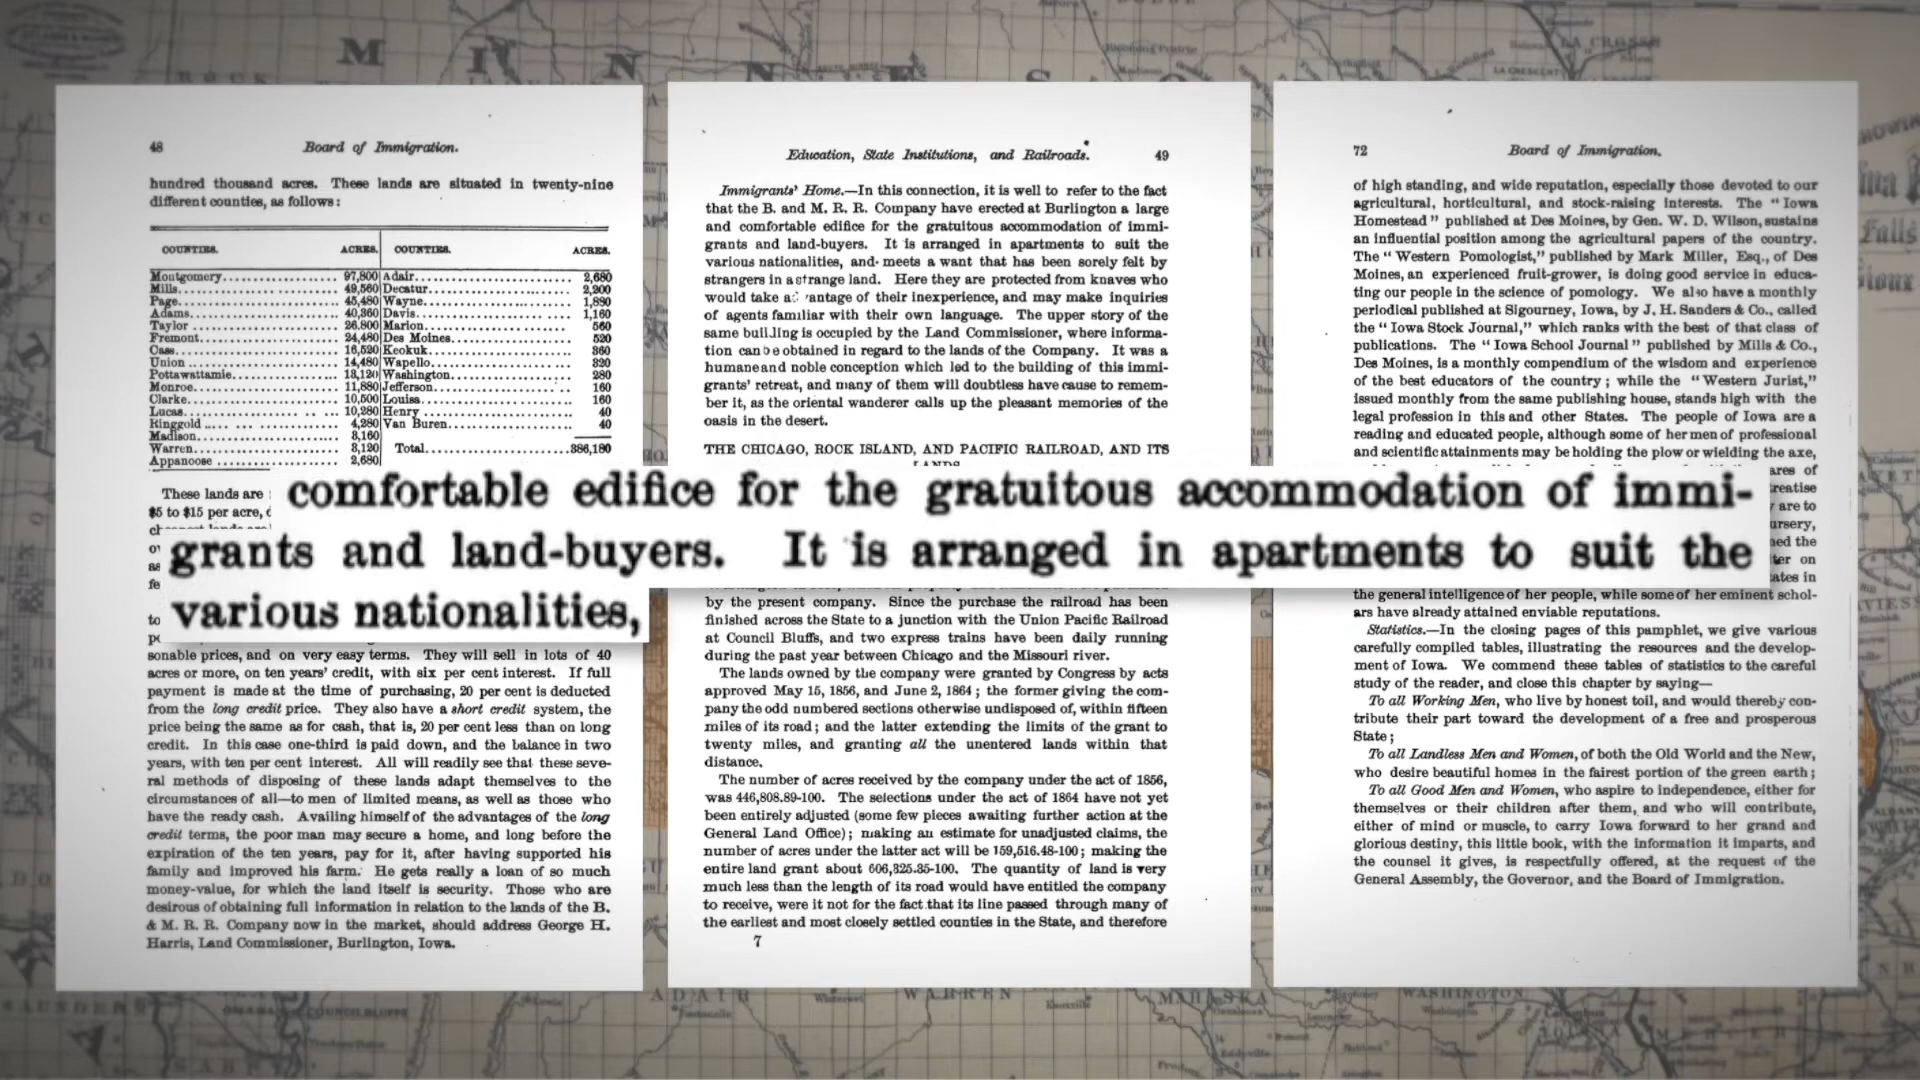 48 Board of Immigration.
hundred thousand acres. These lands are situated in twenty-nine
different counties, as follows:
COUNTIES. ACRES. COUNTIES. ACRES.
Montgomery 97,800 Adair 2,680
Mills 49,560 Decatur 2,200
Page 45,480 Wayne 1,880
Adams 40,360 Davis 1,160
Taylor 26,800 Marion 560
Fremont 24,480 Des Moines 520
Cass 16,520 Keokuk 360
Union 14,480 Wapello 320
Pottawattamie 13,120 Washington 280
Monroe 11,880 Jefferson 160
Clarke 10,500 Louisa 160
Lucas 10,280 Henry 40
Ringgold 4,280 Van Buren 40
Madison 3,160
Warren 3,120 Total 386,180
Appanoose 2,680
These lands are
$5 to $15 per acre,
sonable prices, and on very easy terms. They will sell in lots of 40
acres or more, on ten years' credit, with six per cent interest. If full
payment is made at the time of purchasing, 20 per cent is deducted
from the long credit price. They also have a short credit system, the
price being the same as for cash, that is, 20 per cent less than on long
credit. In this case one-third is paid down, and the balance in two
years, with ten per cent interest. All will readily see that these seve-
ral methods of disposing of these lands adapt themselves to the
circumstances of all—to men of limited means, as well as those who
have the ready cash. Availing himself of the advantages of the long
credit terms, the poor man may secure a home, and long before the
expiration of the ten years, pay for it, after having supported his
family and improved his farm. He gets really a loan of so much
money-value, for which the land itself is security. Those who are
desirous of obtaining full information in relation to the lands of the B.
& M. R. R. Company now in the market, should address George H.
Harris, Land Commissioner, Burlington, Iowa.
Education, State Institutions, and Railroads. 49
Immigrants' Home.—In this connection, it is well to refer to the fact
that the B. and M. R. R. Company have erected at Burlington a large
and comfortable edifice for the gratuitous accommodation of immi-
grants and land-buyers. It is arranged in apartments to suit the
various nationalities, and meets a want that has been sorely felt by
strangers in a strange land. Here they are protected from knaves who
would take a vantage of their inexperience, and may make inquiries
of agents familiar with their own language. The upper story of the
same building is occupied by the Land Commissioner, where informa-
tion can be obtained in regard to the lands of the Company. It was a
humane and noble conception which led to the building of this immi-
grants' retreat, and many of them will doubtless have cause to remem-
ber it, as the oriental wanderer calls up the pleasant memories of the
oasis in the desert.
THE CHICAGO, ROCK ISLAND, AND PACIFIC RAILROAD, AND ITS
LANDS
comfortable edifice for the gratuitous accommodation of immi-
grants and land-buyers. It is arranged in apartments to suit the
various nationalities,
by the present company. Since the purchase the railroad has been
finished across the State to a junction with the Union Pacific Railroad
at Council Bluffs, and two express trains have been daily running
during the past year between Chicago and the Missouri river.
The lands owned by the company were granted by Congress by acts
approved May 15, 1856, and June 2, 1864; the former giving the com-
pany the odd numbered sections otherwise undisposed of, within fifteen
miles of its road; and the latter extending the limits of the grant to
twenty miles, and granting all the unentered lands within that
distance.
The number of acres received by the company under the act of 1856,
was 446,808.89-100. The selections under the act of 1864 have not yet
been entirely adjusted (some few pieces awaiting further action at the
General Land Office); making an estimate for unadjusted claims, the
number of acres under the latter act will be 159,516.48-100; making the
entire land grant about 606,325.35-100. The quantity of land is very
much less than the length of its road would have entitled the company
to receive, were it not for the fact that its line passed through many of
the earliest and most closely settled counties in the State, and therefore
7
72 Board of Immigration.
of high standing, and wide reputation, especially those devoted to our
agricultural, horticultural, and stock-raising interests. The "Iowa
Homestead" published at Des Moines, by Gen. W. D. Wilson, sustains
an influential position among the agricultural papers of the country.
The "Western Pomologist," published by Mark Miller, Esq., of Des
Moines, an experienced fruit-grower, is doing good service in educa-
ting our people in the science of pomology. We also have a monthly
periodical published at Sigourney, Iowa, by J. H. Sanders & Co., called
the "Iowa Stock Journal," which ranks with the best of that class of
publications. The "Iowa School Journal" published by Mills & Co.,
Des Moines, is a monthly compendium of the wisdom and experience
of the best educators of the country; while the "Western Jurist,"
issued monthly from the same publishing house, stands high with the
legal profession in this and other States. The people of Iowa are a
reading and educated people, although some of her men of professional
and scientific attainments may be holding the plow or wielding the axe,
of
are to
the
on
in
the general intelligence of her people, while some of her eminent schol-
ars have already attained enviable reputations.
Statistics.—In the closing pages of this pamphlet, we give various
carefully compiled tables, illustrating the resources and the develop-
ment of Iowa. We commend these tables of statistics to the careful
study of the reader, and close this chapter by saying—
To all Working Men, who live by honest toil, and would thereby con-
tribute their part toward the development of a free and prosperous
State;
To all Landless Men and Women, of both the Old World and the New,
who desire beautiful homes in the fairest portion of the green earth;
To all Good Men and Women, who aspire to independence, either for
themselves or their children after them, and who will contribute,
either of mind or muscle, to carry Iowa forward to her grand and
glorious destiny, this little book, with the information it imparts, and
the counsel it gives, is respectfully offered, at the request of the
General Assembly, the Governor, and the Board of Immigration.